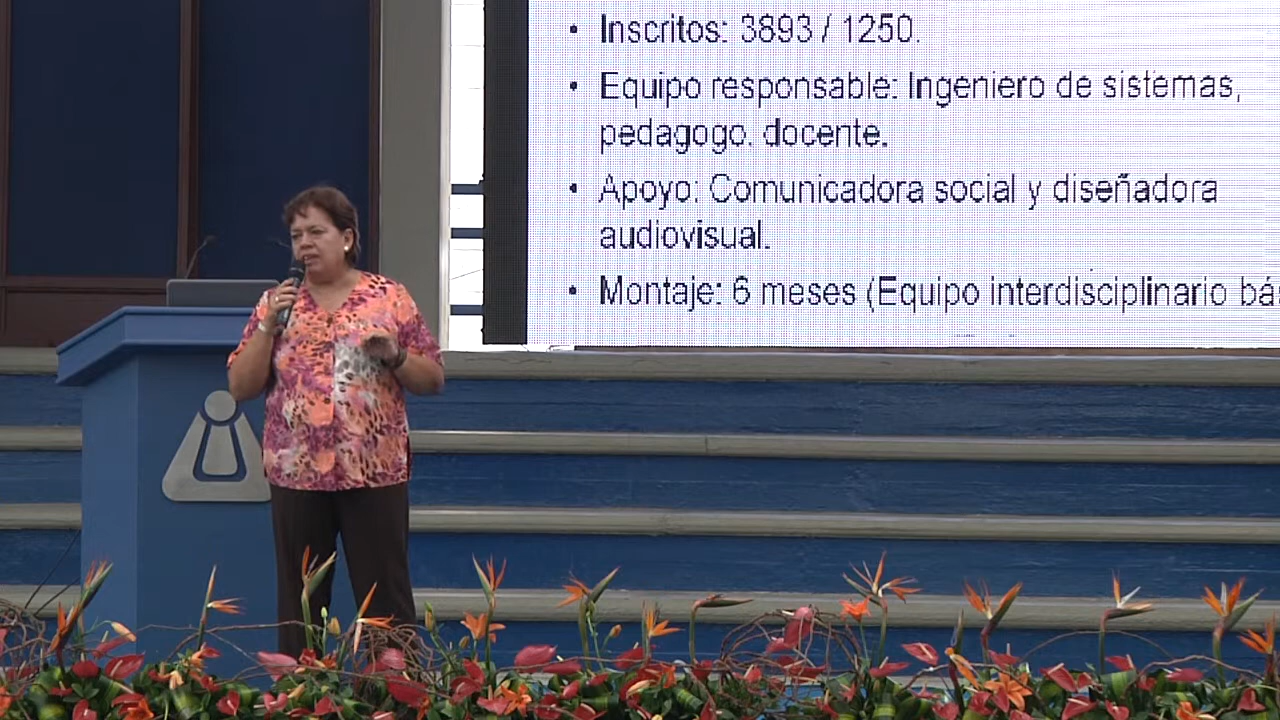 • Inscritos: 3893 / 1250.
• Equipo responsable: Ingeniero de sistemas,
pedagogo. docente.
• Apoyo: Comunicadora social y diseñadora
audiovisual.
• Montaje: 6 meses (Equipo interdisciplinario